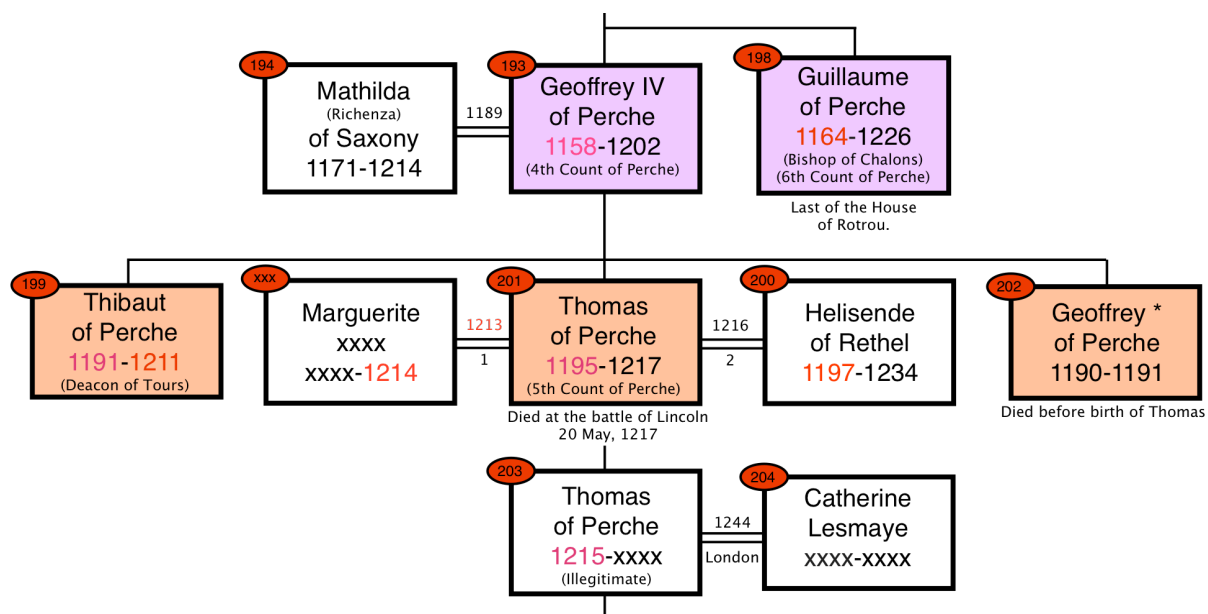 194
Mathilda
(Richenza)
of Saxony
1171-1214
1189
193
Geoffrey IV
of Perche
1158-1202
(4th Count of Perche)
198
Guillaume
of Perche
1164-1226
(Bishop of Chalons)
(6th Count of Perche)
Last of the House
of Rotrou.
199
Thibaut
of Perche
1191-1211
(Deacon of Tours)
xxx
Marguerite
xxxx
xxxx-1214
1213
1
201
Thomas
of Perche
1195-1217
(5th Count of Perche)
Died at the battle of Lincoln
20 May, 1217
1216
2
200
Helisende
of Rethel
1197-1234
202
Geoffrey *
of Perche
1190-1191
Died before birth of Thomas
203
Thomas
of Perche
1215-xxxx
(Illegitimate)
1244
London
204
Catherine
Lesmaye
xxxx-xxxx